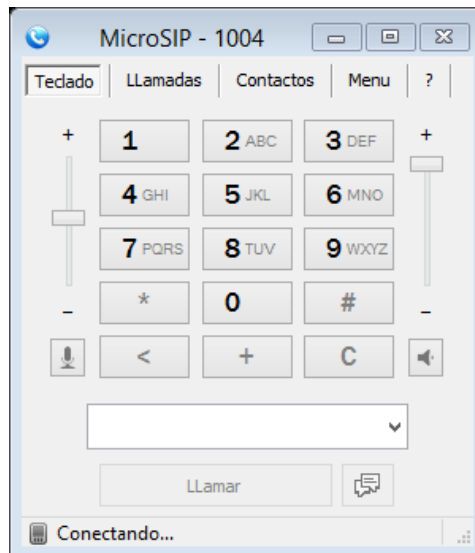 MicroSIP - 1004
Teclado LLamadas Contactos Menu ?
+ 1 2 ABC 3 DEF +
4 GHI 5 JKL 6 MNO
7 PQRS 8 TUV 9 WXYZ
- * 0 # -
< + C
LLamar
Conectando...